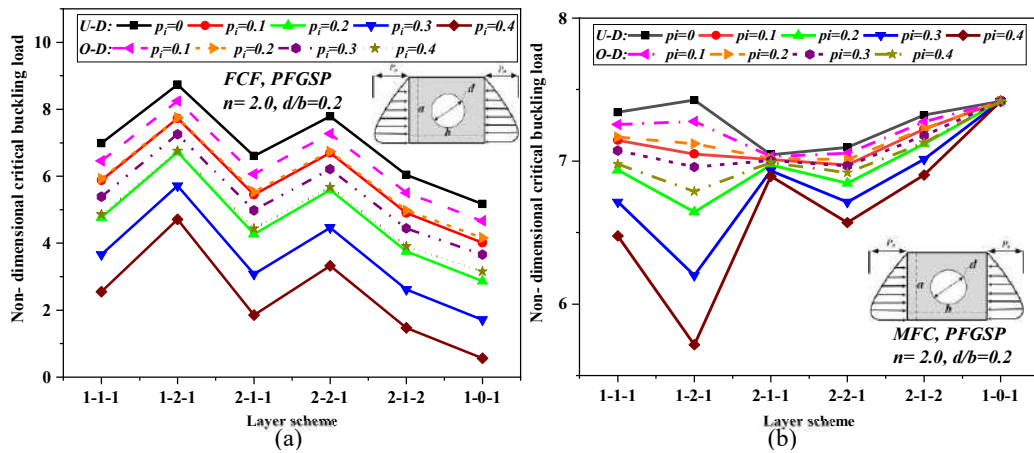 U-D: pi=0 pi=0.1 pi=0.2 pi=0.3 pi=0.4
O-D: pi=0.1 pi=0.2 pi=0.3 pi=0.4
FCF, PFGSP
n= 2.0, d/b=0.2
a
d
b
Non- dimensional critical buckling load
10
8
6
4
2
0
1-1-1 1-2-1 2-1-1 2-2-1 2-1-2 1-0-1
Layer scheme
(a)
U-D: pi=0 pi=0.1 pi=0.2 pi=0.3 pi=0.4
O-D: pi=0.1 pi=0.2 pi=0.3 pi=0.4
Non- dimensional critical buckling load
8
7
6
a
d
b
MFC, PFGSP
n= 2.0, d/b=0.2
1-1-1 1-2-1 2-1-1 2-2-1 2-1-2 1-0-1
Layer scheme
(b)